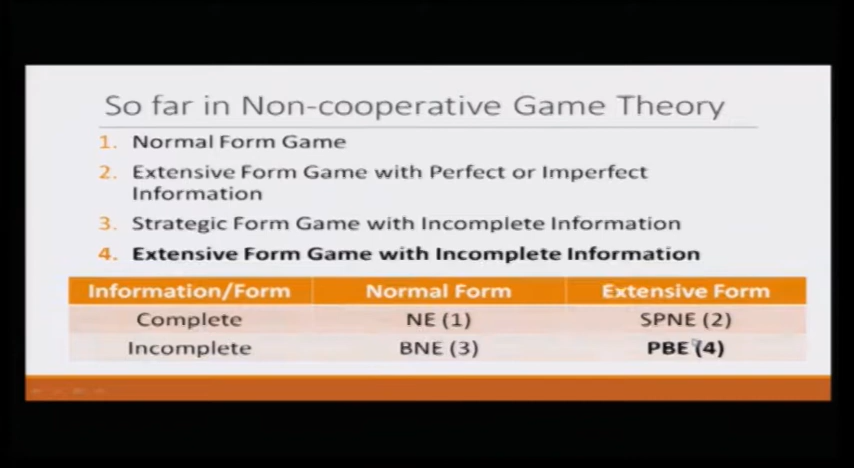 So far in Non-cooperative Game Theory
1. Normal Form Game
2. Extensive Form Game with Perfect or Imperfect
Information
3. Strategic Form Game with Incomplete Information
4. Extensive Form Game with Incomplete Information
Information/Form Normal Form Extensive Form
Complete NE (1) SPNE (2)
Incomplete BNE (3) PBE (4)